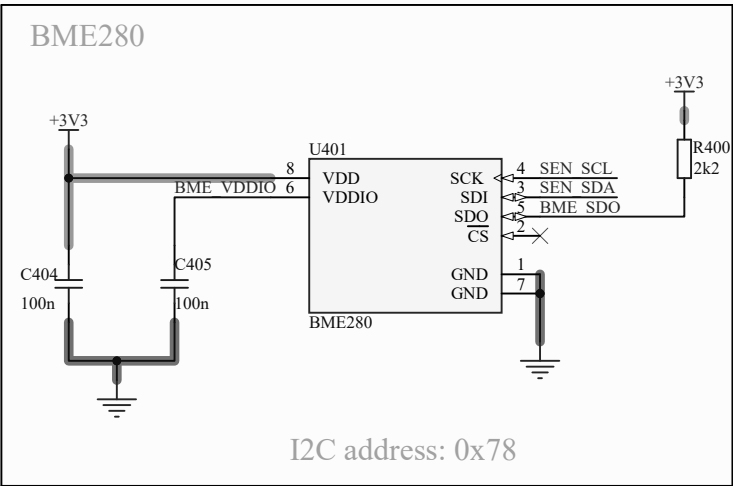 BME280
+3V3
+3V3
U401
R400
2k2
8
VDD
SCK
4
SEN_SCL
BME_VDDIO
6
VDDIO
SDI
3
SEN_SDA
SDO
5
BME_SDO
CS
2
C404
100n
C405
100n
GND
1
GND
7
BME280
I2C address: 0x78